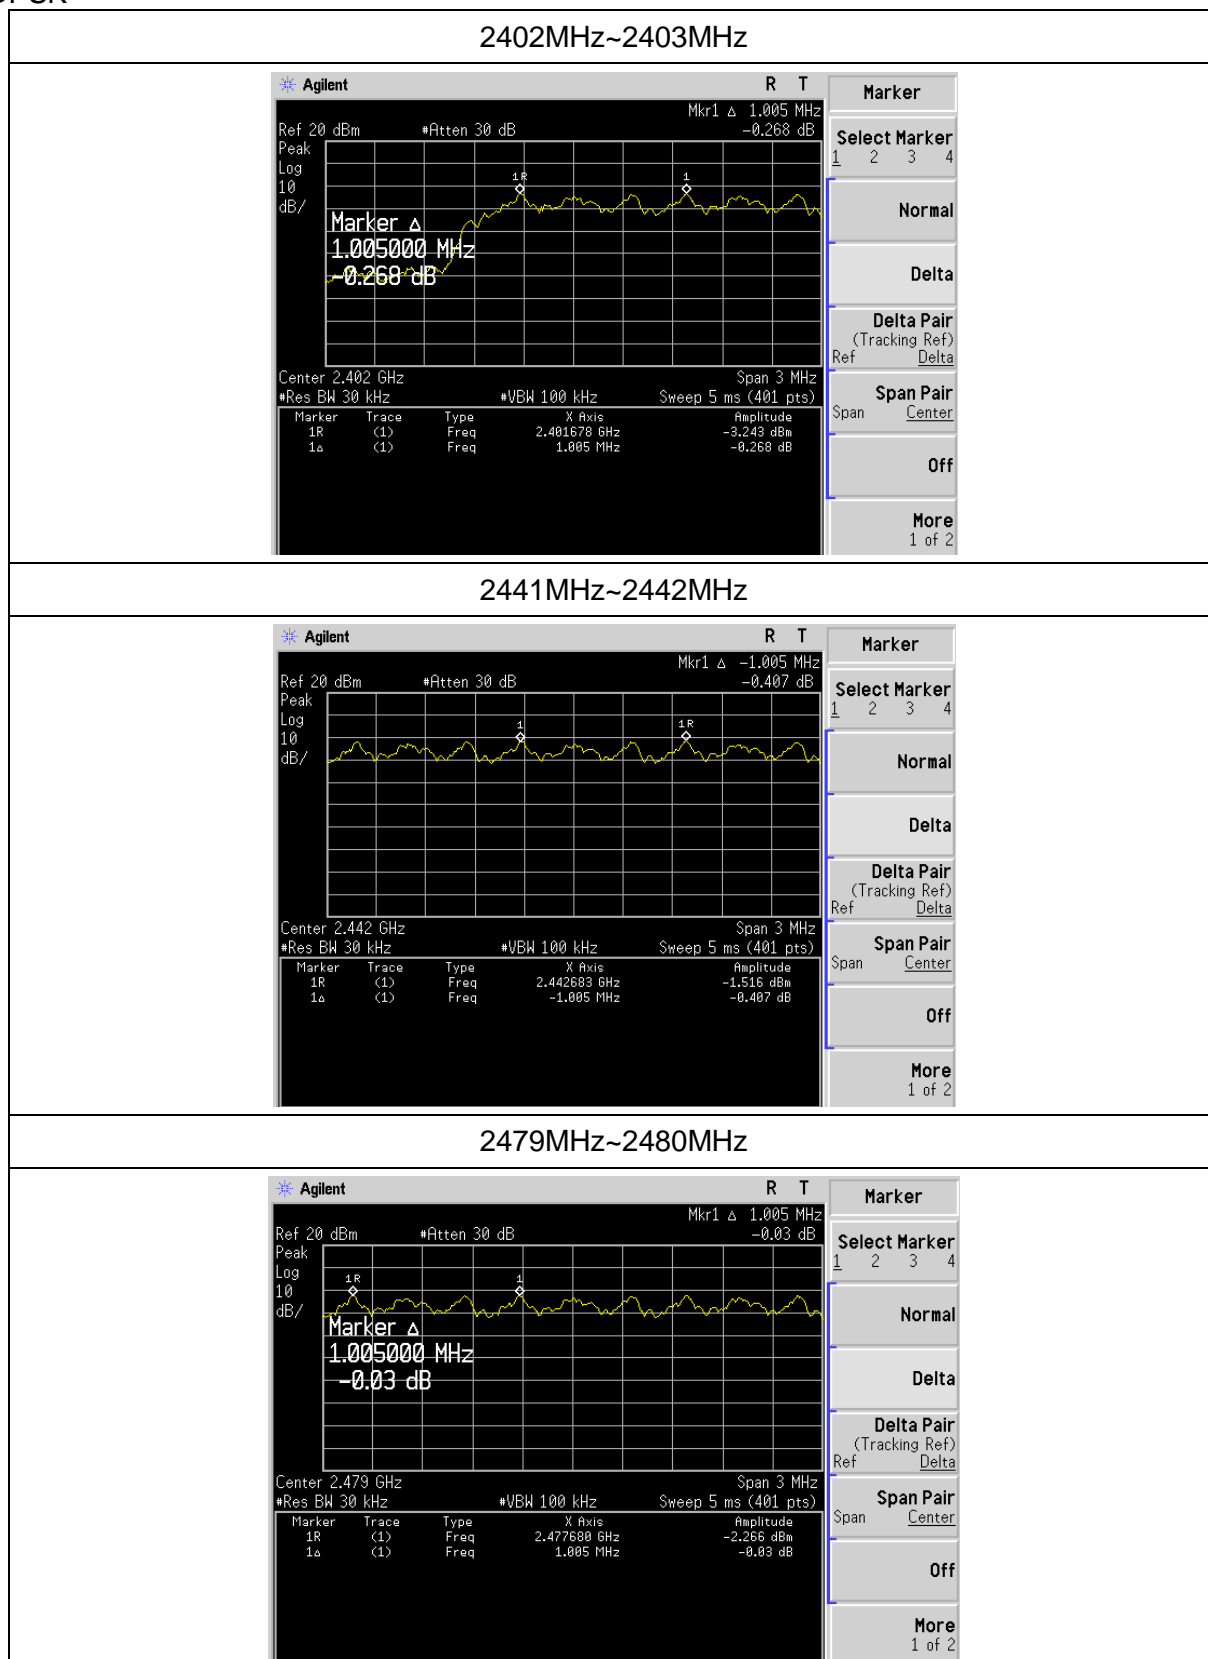 2402MHz~2403MHz
Agilent R T
Marker
Mkr1 Δ 1.005 MHz
Ref 20 dBm #Atten 30 dB -0.268 dB
Peak
Log
10
dB/
1R 1
Marker Δ
1.005000 MHz
-0.268 dB
Center 2.402 GHz Span 3 MHz
#Res BW 30 kHz #VBW 100 kHz Sweep 5 ms (401 pts)
Marker Trace Type X Axis Amplitude
1R (1) Freq 2.401678 GHz -3.243 dBm
1Δ (1) Freq 1.005 MHz -0.268 dB
Select Marker
1 2 3 4
Normal
Delta
Delta Pair
(Tracking Ref)
Ref Delta
Span Pair
Span Center
Off
More
1 of 2
2441MHz~2442MHz
Agilent R T
Marker
Mkr1 Δ -1.005 MHz
Ref 20 dBm #Atten 30 dB -0.407 dB
Peak
Log
10
dB/
1 1R
Center 2.442 GHz Span 3 MHz
#Res BW 30 kHz #VBW 100 kHz Sweep 5 ms (401 pts)
Marker Trace Type X Axis Amplitude
1R (1) Freq 2.442683 GHz -1.516 dBm
1Δ (1) Freq -1.005 MHz -0.407 dB
Select Marker
1 2 3 4
Normal
Delta
Delta Pair
(Tracking Ref)
Ref Delta
Span Pair
Span Center
Off
More
1 of 2
2479MHz~2480MHz
Agilent R T
Marker
Mkr1 Δ 1.005 MHz
Ref 20 dBm #Atten 30 dB -0.03 dB
Peak
Log
10
dB/
1R 1
Marker Δ
1.005000 MHz
-0.03 dB
Center 2.479 GHz Span 3 MHz
#Res BW 30 kHz #VBW 100 kHz Sweep 5 ms (401 pts)
Marker Trace Type X Axis Amplitude
1R (1) Freq 2.477680 GHz -2.266 dBm
1Δ (1) Freq 1.005 MHz -0.03 dB
Select Marker
1 2 3 4
Normal
Delta
Delta Pair
(Tracking Ref)
Ref Delta
Span Pair
Span Center
Off
More
1 of 2